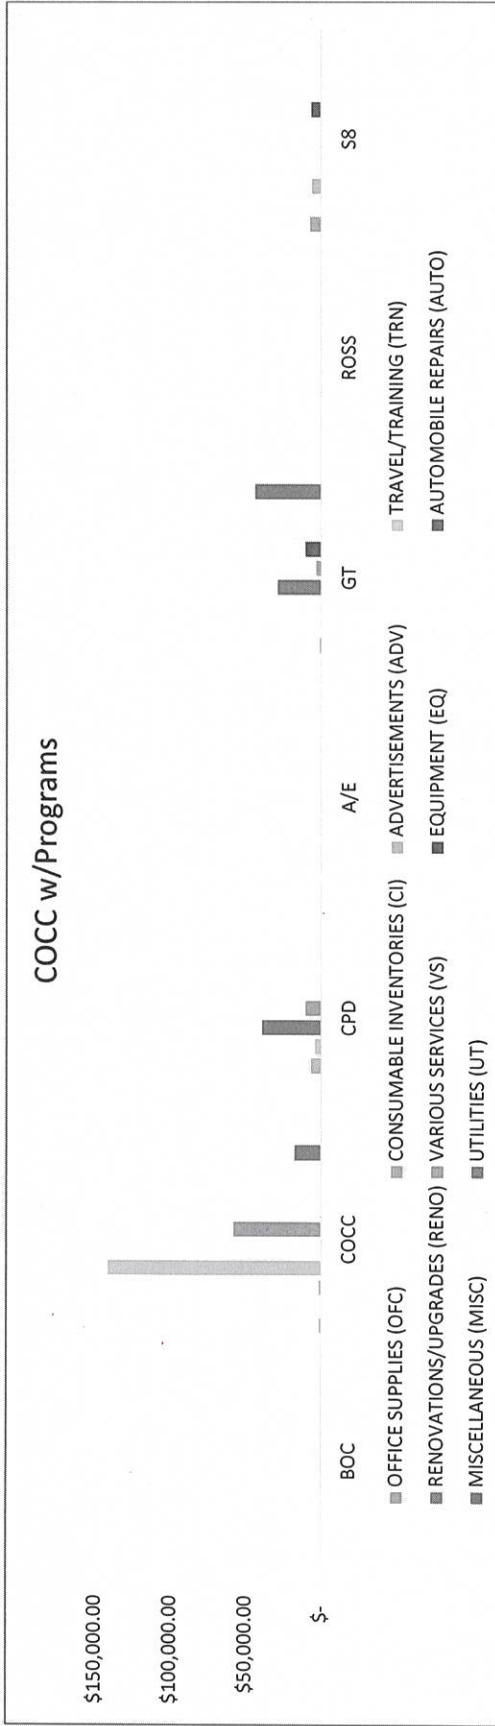 COCC w/Programs
$150,000.00
$100,000.00
$50,000.00
$-
BOC COCC CPD A/E GT ROSS S8
OFFICE SUPPLIES (OFC) CONSUMABLE INVENTORIES (CI) ADVERTISEMENTS (ADV) TRAVEL/TRAINING (TRN)
RENOVATIONS/UPGRADES (RENO) VARIOUS SERVICES (VS) EQUIPMENT (EQ) AUTOMOBILE REPAIRS (AUTO)
MISCELLANEOUS (MISC) UTILITIES (UT)